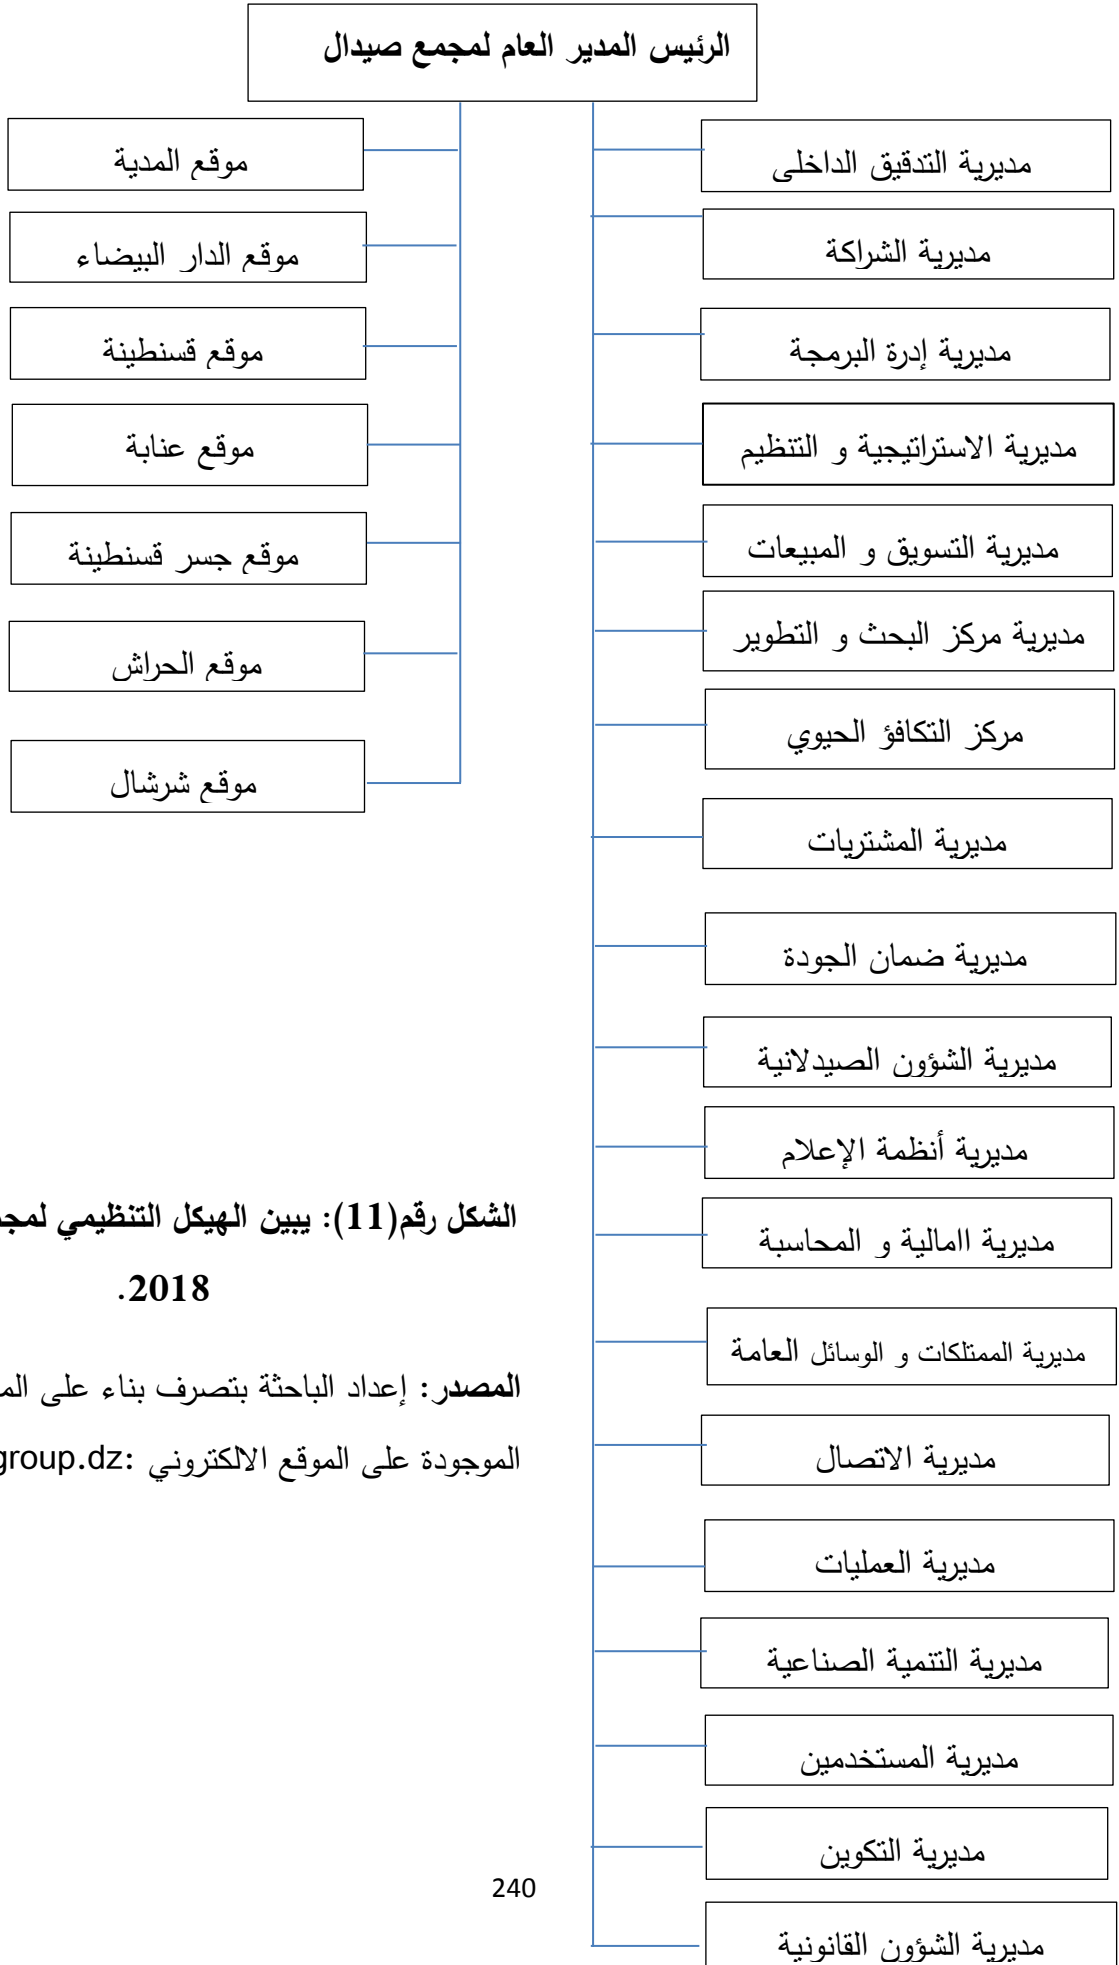 الرئيس المدير العام لمجمع صيدال
مديرية التدقيق الداخلي
مديرية الشراكة
مديرية إدرة البرمجة
مديرية الاستراتيجية و التنظيم
مديرية التسويق و المبيعات
مديرية مركز البحث و التطوير
مركز التكافؤ الحيوي
مديرية المشتريات
مديرية ضمان الجودة
مديرية الشؤون الصيدلانية
مديرية أنظمة الإعلام
مديرية اامالية و المحاسبة
مديرية الممتلكات و الوسائل العامة
مديرية الاتصال
مديرية العمليات
مديرية التنمية الصناعية
مديرية المستخدمين
مديرية التكوين
مديرية الشؤون القانونية
موقع المدية
موقع الدار البيضاء
موقع قسنطينة
موقع عنابة
موقع جسر قسنطينة
موقع الحراش
موقع شرشال
الشكل رقم(11): يبين الهيكل التنظيمي
2018.
المصدر: إعداد الباحثة بتصرف بناء على
الموجودة على الموقع الالكتروني :group.dz
240